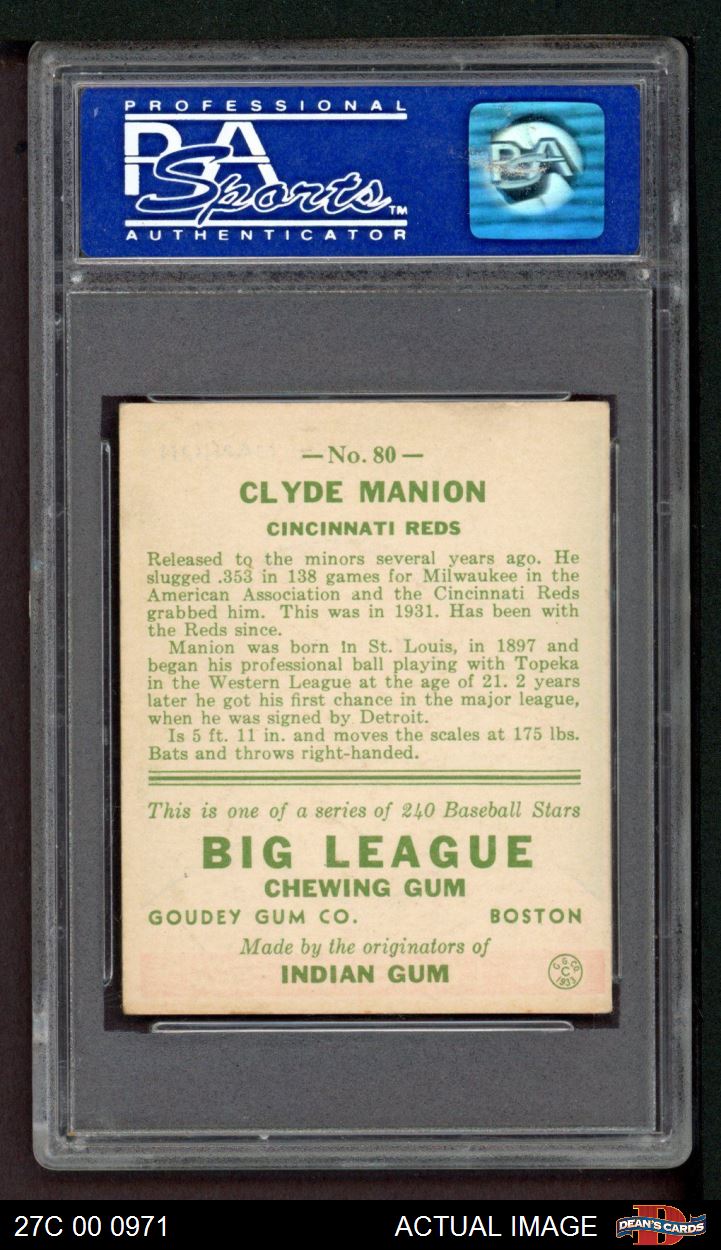 PROFESSIONAL
PSA
Sports™
AUTHENTICATOR
PSA
—No. 80—
CLYDE MANION
CINCINNATI REDS
Released to the minors several years ago. He
slugged .353 in 138 games for Milwaukee in the
American Association and the Cincinnati Reds
grabbed him. This was in 1931. Has been with
the Reds since.
Manion was born in St. Louis, in 1897 and
began his professional ball playing with Topeka
in the Western League at the age of 21. 2 years
later he got his first chance in the major league,
when he was signed by Detroit.
Is 5 ft. 11 in. and moves the scales at 175 lbs.
Bats and throws right-handed.
This is one of a series of 240 Baseball Stars
BIG LEAGUE
CHEWING GUM
GOUDEY GUM CO. BOSTON
Made by the originators of
INDIAN GUM
G. G. CO.
C
1933
27C 00 0971 ACTUAL IMAGE DEAN'S CARDS